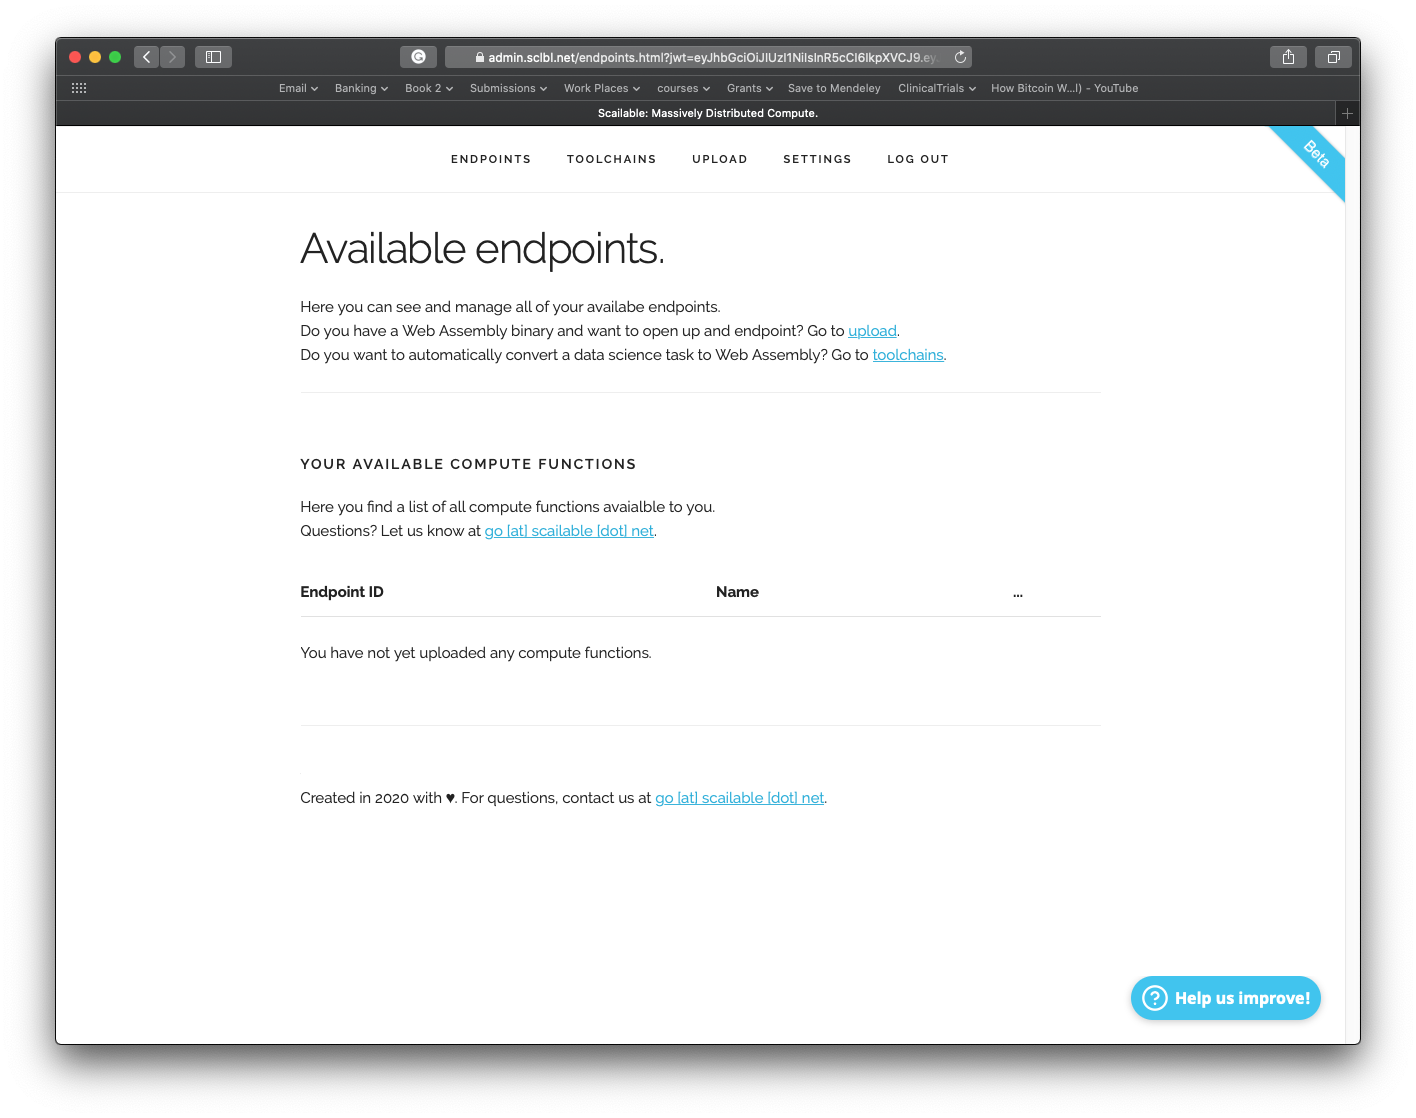 admin.sclbl.net/endpoints.html?jwt=eyJhbGciOiJIUzI1NiIsInR5cCI6IkpXVCJ9.ey
Email Banking Book 2 Submissions Work Places courses Grants Save to Mendeley ClinicalTrials How Bitcoin W...l) - YouTube
Scailable: Massively Distributed Compute.
ENDPOINTS TOOLCHAINS UPLOAD SETTINGS LOG OUT
Beta
Available endpoints.
Here you can see and manage all of your availabe endpoints.
Do you have a Web Assembly binary and want to open up and endpoint? Go to upload.
Do you want to automatically convert a data science task to Web Assembly? Go to toolchains.
YOUR AVAILABLE COMPUTE FUNCTIONS
Here you find a list of all compute functions avaialble to you.
Questions? Let us know at go [at] scailable [dot] net.
Endpoint ID Name ...
You have not yet uploaded any compute functions.
Created in 2020 with ♥. For questions, contact us at go [at] scailable [dot] net.
Help us improve!